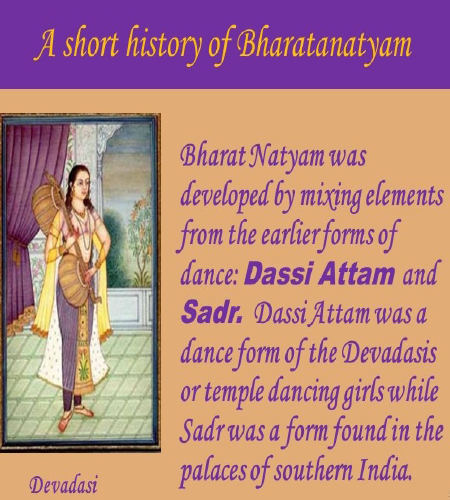 A short history of Bharatanatyam
Bharat Natyam was
developed by mixing elements
from the earlier forms of
dance: Dassi Attam and
Sadr. Dassi Attam was a
dance form of the Devadasis
or temple dancing girls while
Sadr was a form found in the
palaces of southern India.
Devadasi